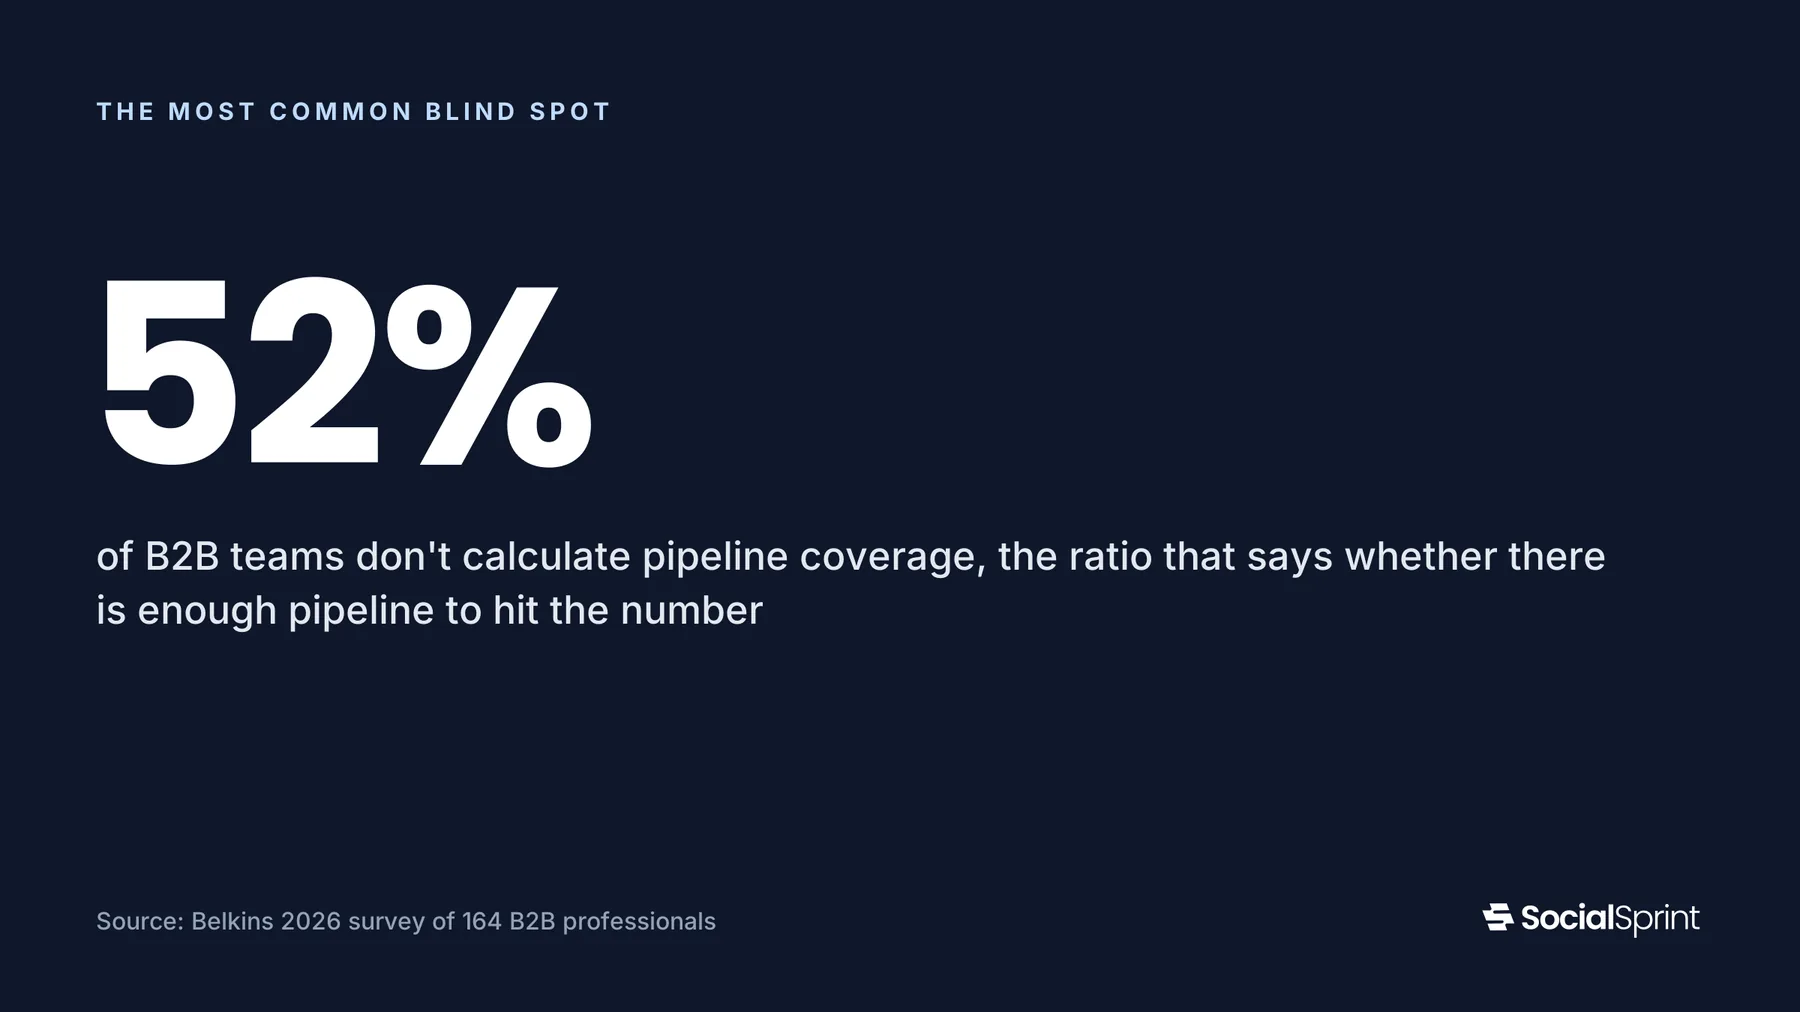 THE MOST COMMON BLIND SPOT
52%
of B2B teams don't calculate pipeline coverage, the ratio that says whether there
is enough pipeline to hit the number
Source: Belkins 2026 survey of 164 B2B professionals
SocialSprint